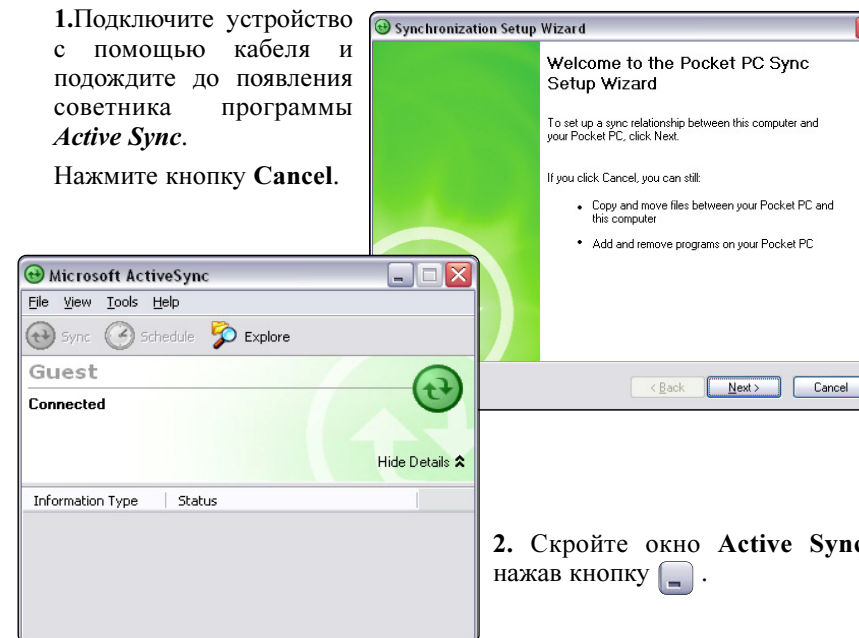 1.Подключите устройство
с помощью кабеля и
подождите до появления
советника программы
Active Sync.
Нажмите кнопку Cancel.
Synchronization Setup Wizard
Welcome to the Pocket PC Sync
Setup Wizard
To set up a sync relationship between this computer and
your Pocket PC, click Next.
If you click Cancel, you can still:
• Copy and move files between your Pocket PC and
this computer
• Add and remove programs on your Pocket PC
< Back Next > Cancel
Microsoft ActiveSync
File View Tools Help
Sync Schedule Explore
Guest
Connected
Hide Details
Information Type Status
2. Скройте окно Active Sync
нажав кнопку .